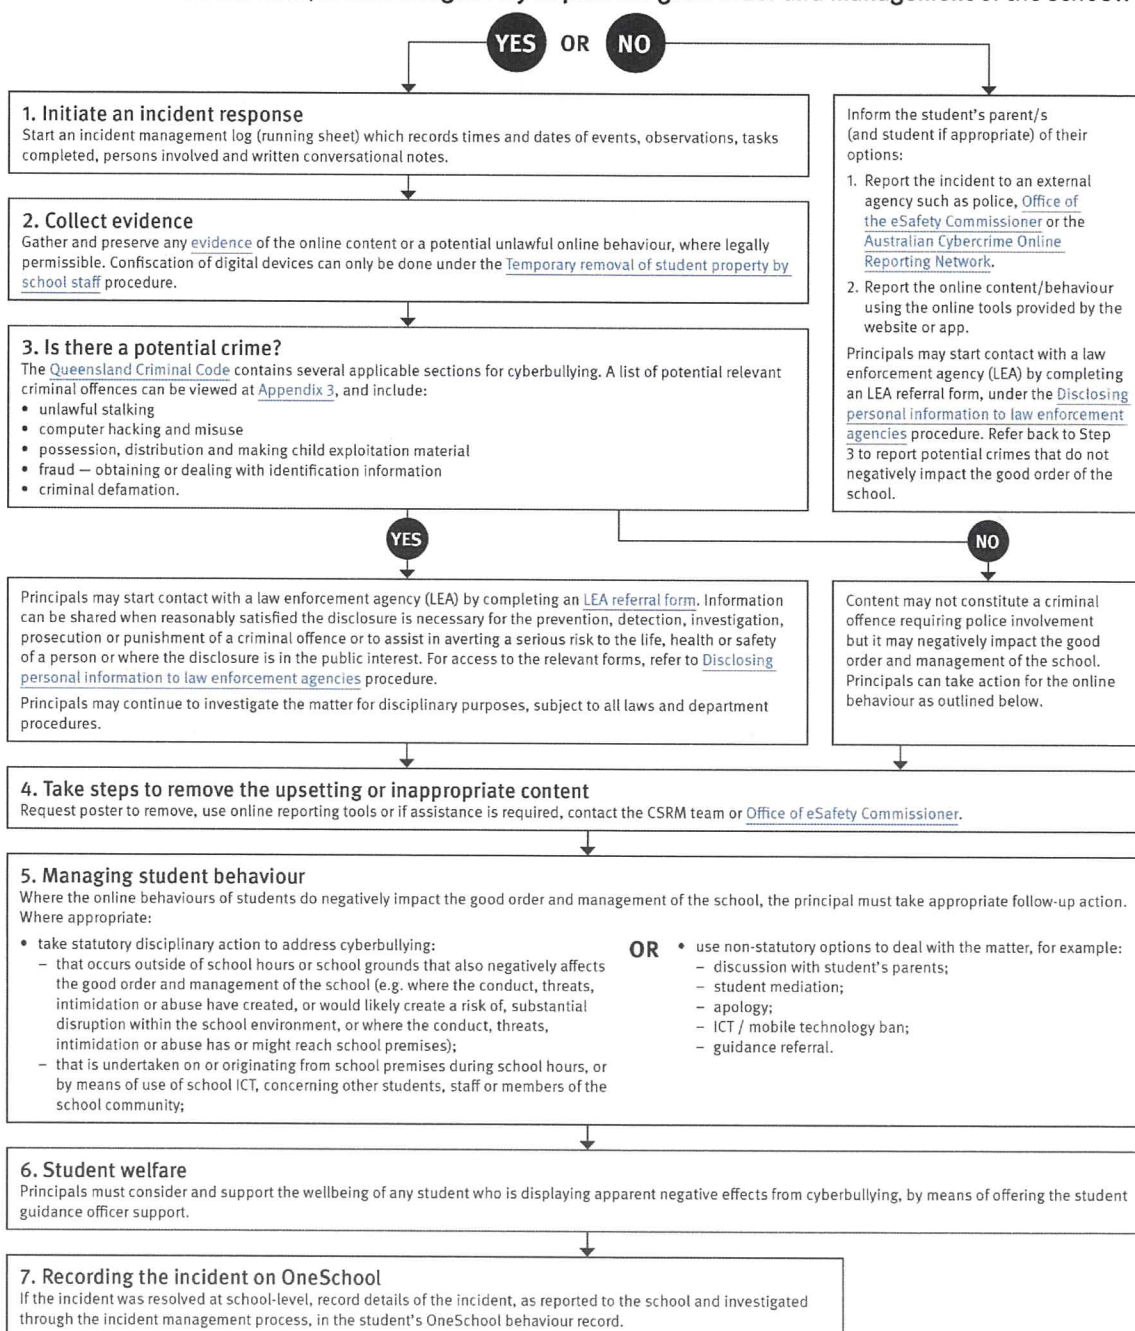 YES OR NO
1. Initiate an incident response
Start an incident management log (running sheet) which records times and dates of events, observations, tasks
completed, persons involved and written conversational notes.
2. Collect evidence
Gather and preserve any evidence of the online content or a potential unlawful online behaviour, where legally
permissible. Confiscation of digital devices can only be done under the Temporary removal of student property by
school staff procedure.
3. Is there a potential crime?
The Queensland Criminal Code contains several applicable sections for cyberbullying. A list of potential relevant
criminal offences can be viewed at Appendix 3, and include:
• unlawful stalking
• computer hacking and misuse
• possession, distribution and making child exploitation material
• fraud — obtaining or dealing with identification information
• criminal defamation.
Inform the student's parent/s
(and student if appropriate) of their
options:
1. Report the incident to an external
agency such as police, Office of
the eSafety Commissioner or the
Australian Cybercrime Online
Reporting Network.
2. Report the online content/behaviour
using the online tools provided by the
website or app.
Principals may start contact with a law
enforcement agency (LEA) by completing
an LEA referral form, under the Disclosing
personal information to law enforcement
agencies procedure. Refer back to Step
3 to report potential crimes that do not
negatively impact the good order of the
school.
YES
NO
Principals may start contact with a law enforcement agency (LEA) by completing an LEA referral form. Information
can be shared when reasonably satisfied the disclosure is necessary for the prevention, detection, investigation,
prosecution or punishment of a criminal offence or to assist in averting a serious risk to the life, health or safety
of a person or where the disclosure is in the public interest. For access to the relevant forms, refer to Disclosing
personal information to law enforcement agencies procedure.
Principals may continue to investigate the matter for disciplinary purposes, subject to all laws and department
procedures.
Content may not constitute a criminal
offence requiring police involvement
but it may negatively impact the good
order and management of the school.
Principals can take action for the online
behaviour as outlined below.
4. Take steps to remove the upsetting or inappropriate content
Request poster to remove, use online reporting tools or if assistance is required, contact the CSRM team or Office of eSafety Commissioner.
5. Managing student behaviour
Where the online behaviours of students do negatively impact the good order and management of the school, the principal must take appropriate follow-up action.
Where appropriate:
• take statutory disciplinary action to address cyberbullying:
– that occurs outside of school hours or school grounds that also negatively affects
the good order and management of the school (e.g. where the conduct, threats,
intimidation or abuse have created, or would likely create a risk of, substantial
disruption within the school environment, or where the conduct, threats,
intimidation or abuse has or might reach school premises);
– that is undertaken on or originating from school premises during school hours, or
by means of use of school ICT, concerning other students, staff or members of the
school community;
OR
• use non-statutory options to deal with the matter, for example:
– discussion with student's parents;
– student mediation;
– apology;
– ICT / mobile technology ban;
– guidance referral.
6. Student welfare
Principals must consider and support the wellbeing of any student who is displaying apparent negative effects from cyberbullying, by means of offering the student
guidance officer support.
7. Recording the incident on OneSchool
If the incident was resolved at school-level, record details of the incident, as reported to the school and investigated
through the incident management process, in the student's OneSchool behaviour record.